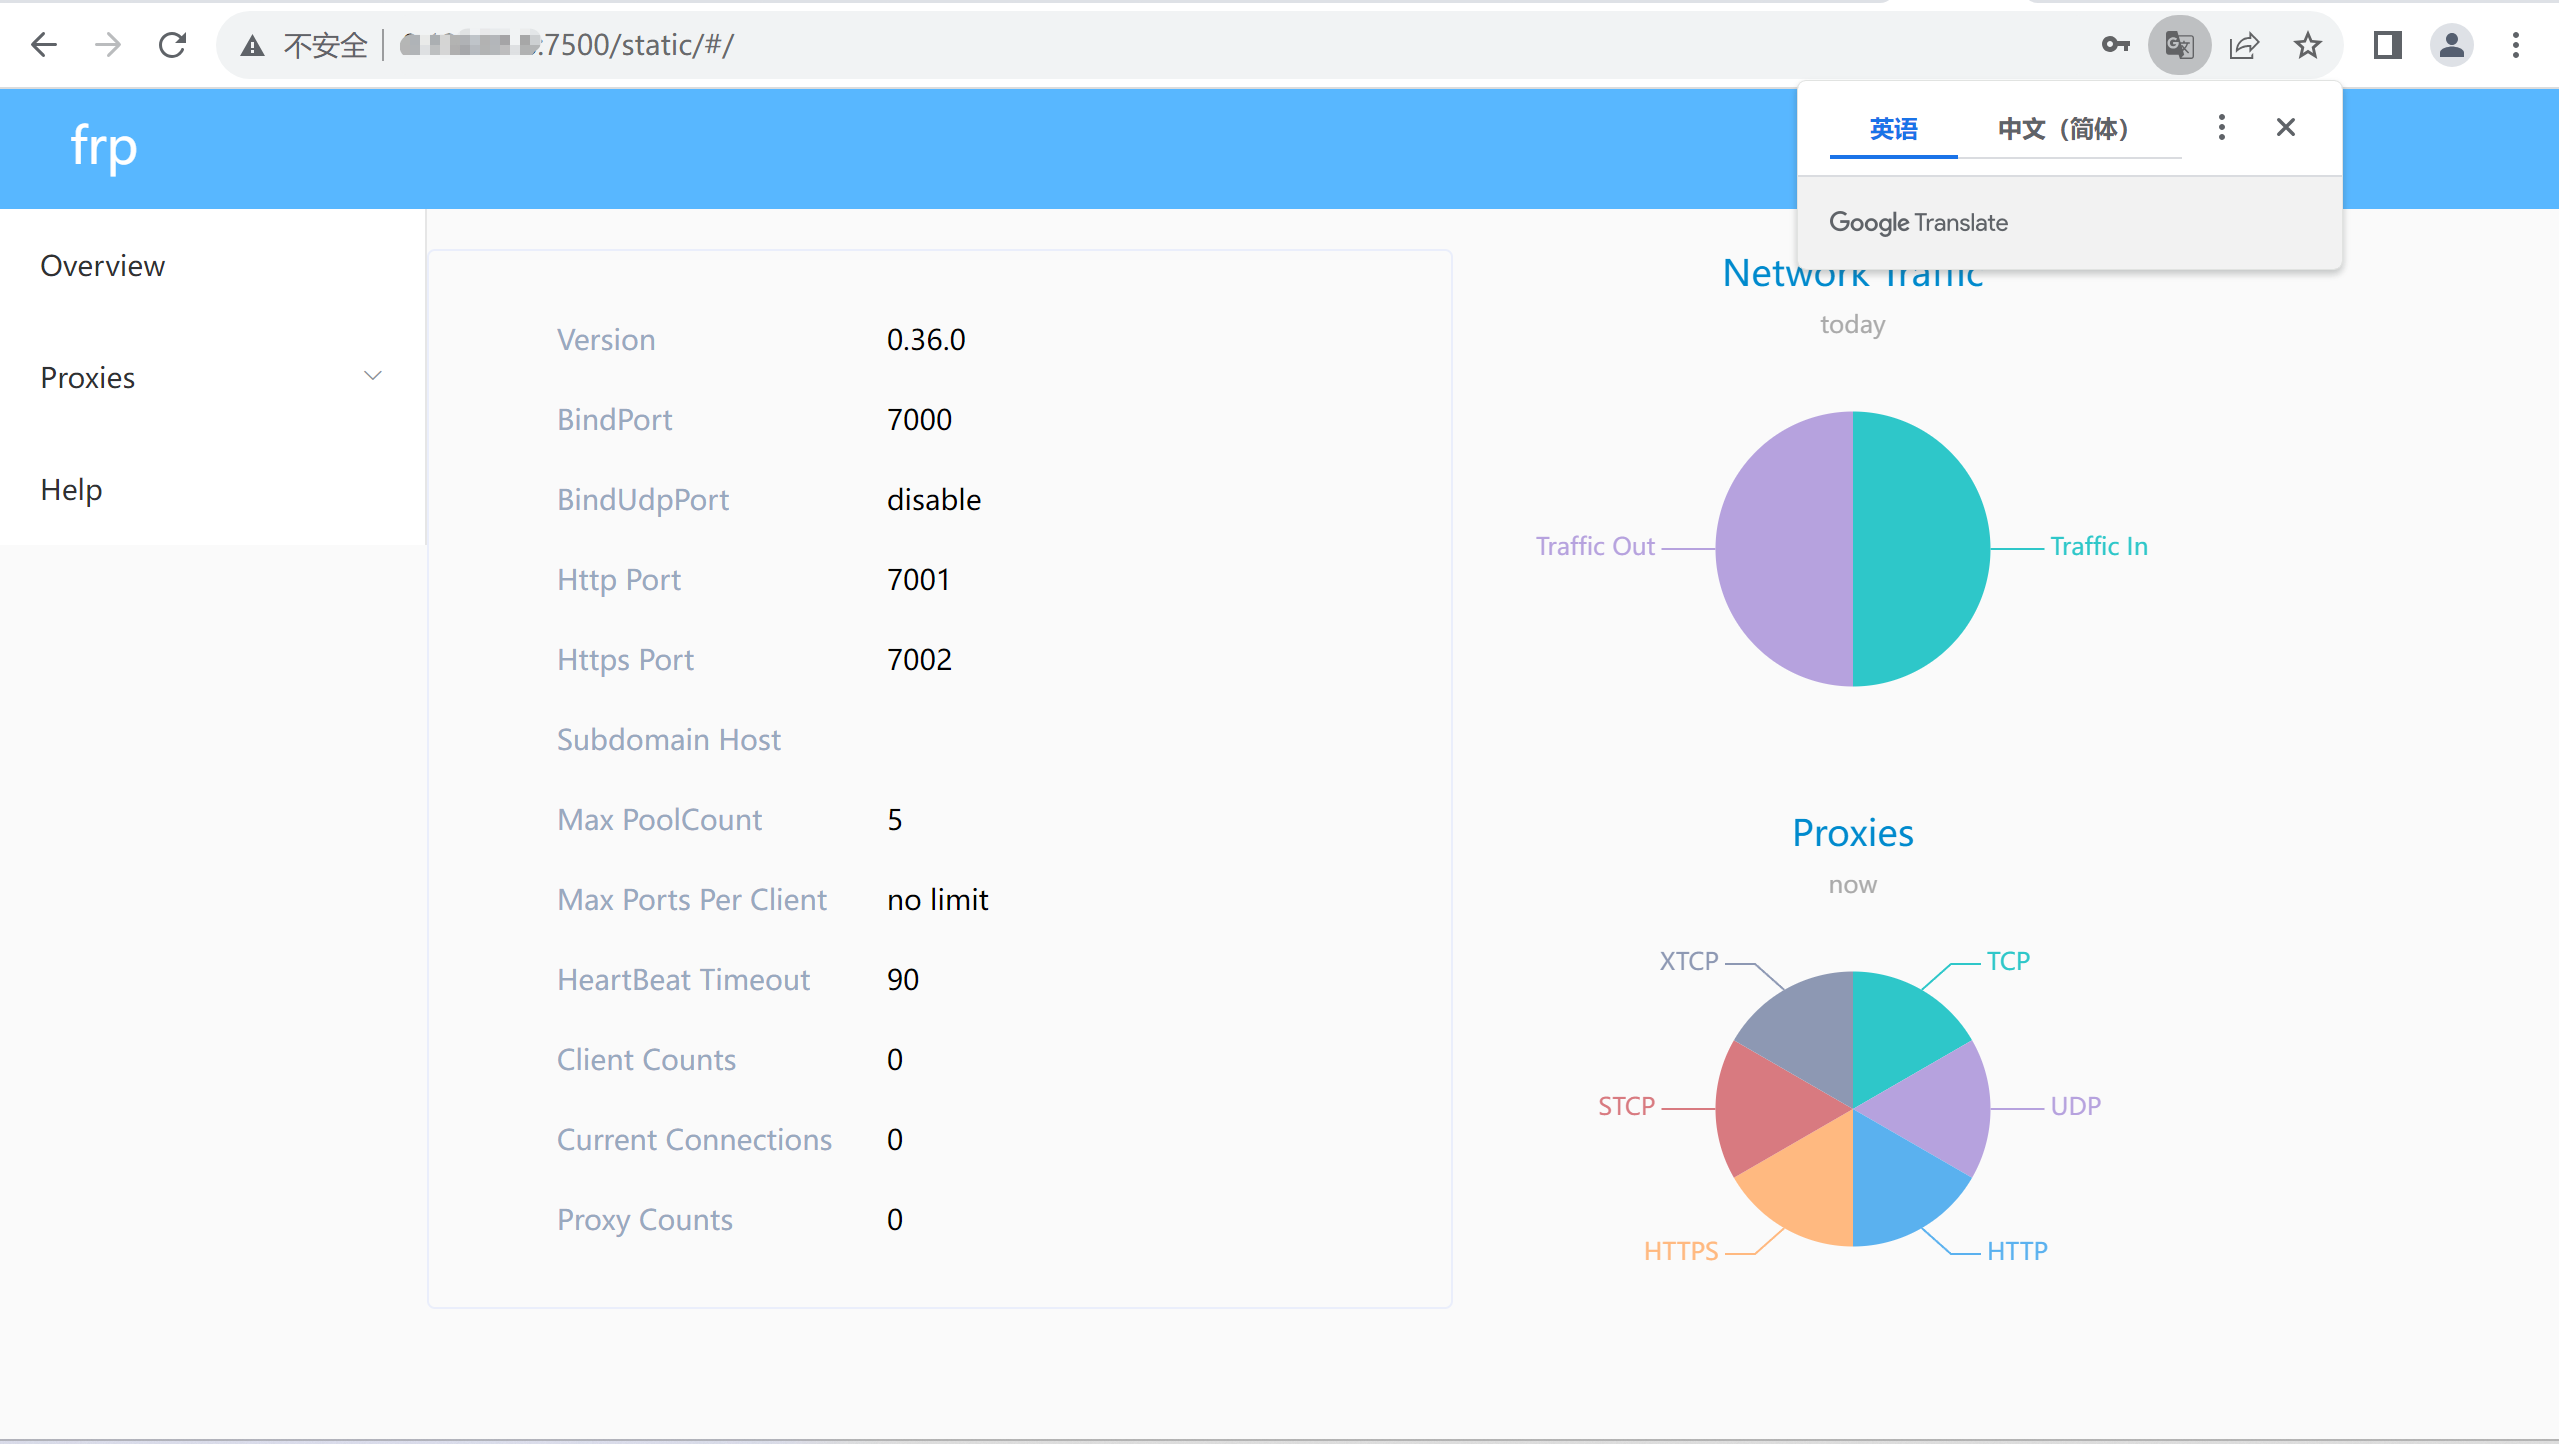 不安全 :7500/static/#/
英语 中文（简体）
Google Translate
frp
Overview
Proxies
Help
Version 0.36.0
BindPort 7000
BindUdpPort disable
Http Port 7001
Https Port 7002
Subdomain Host
Max PoolCount 5
Max Ports Per Client no limit
HeartBeat Timeout 90
Client Counts 0
Current Connections 0
Proxy Counts 0
Network Traffic
today
Traffic Out Traffic In
Proxies
now
XTCP TCP
STCP UDP
HTTPS HTTP